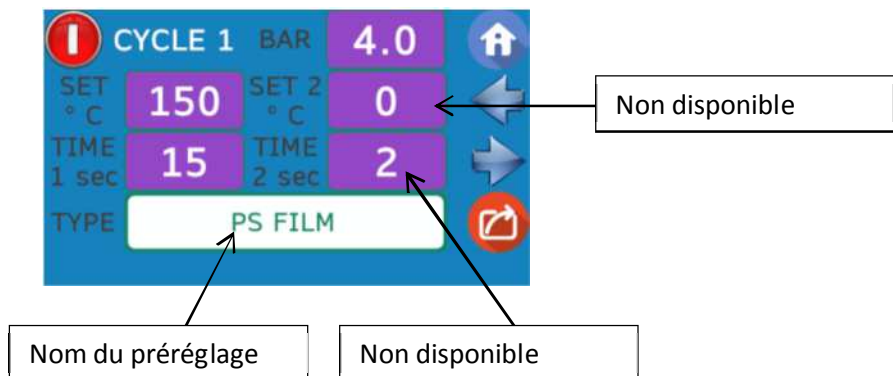 CYCLE 1 BAR 4.0
SET °C 150 SET 2 °C 0
TIME 1 sec 15 TIME 2 sec 2
TYPE PS FILM
Non disponible
Nom du préréglage
Non disponible